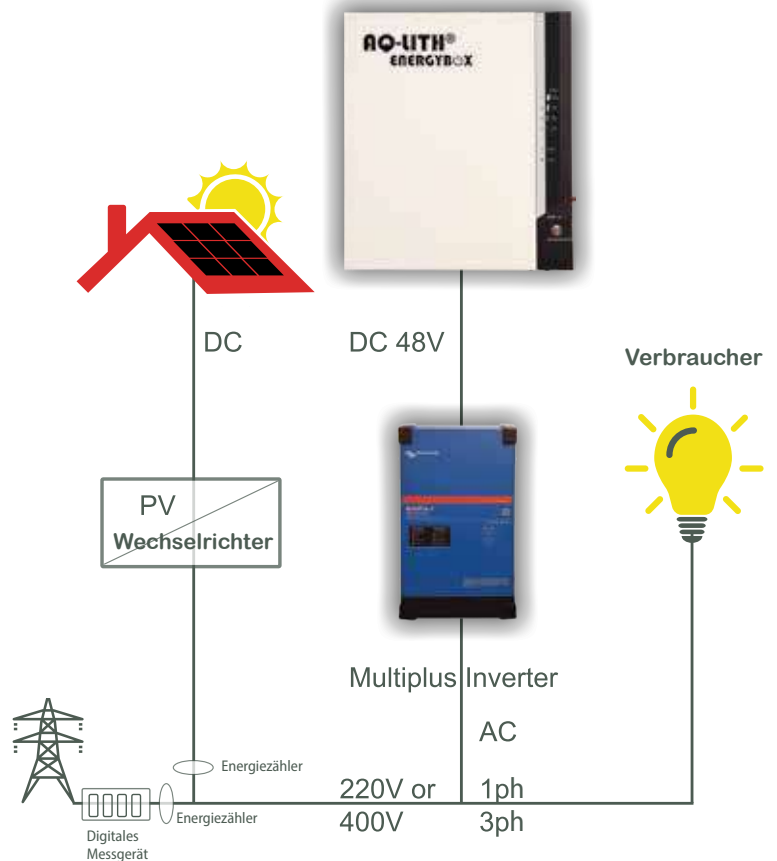 AQ-LITH®
ENERGYBOX
DC
DC 48V
Verbraucher
PV
Wechselrichter
Multiplus Inverter
AC
Energiezähler
220V or 1ph
400V 3ph
Energiezähler
Digitales
Messgerät